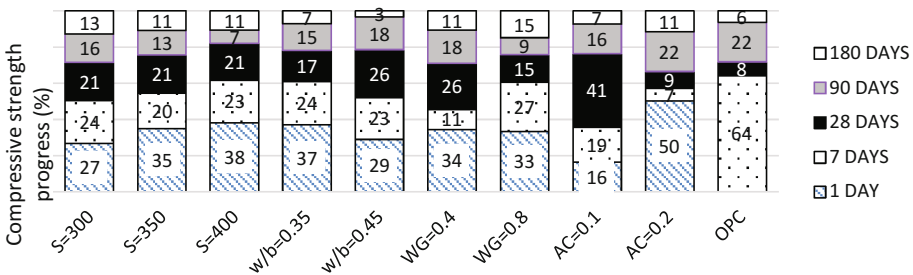 Compressive strength
progress (%)
13 11 11 7 3 11 15 7 11 6
16 13 7 15 18 18 9 16 22 22
21 21 21 17 26 26 15 41 9 8
24 20 23 24 23 11 27 19 7 64
27 35 38 37 29 34 33 16 50
S=300 S=350 S=400 w/b=0.35 w/b=0.45 WG=0.4 WG=0.8 AC=0.1 AC=0.2 OPC
180 DAYS
90 DAYS
28 DAYS
7 DAYS
1 DAY